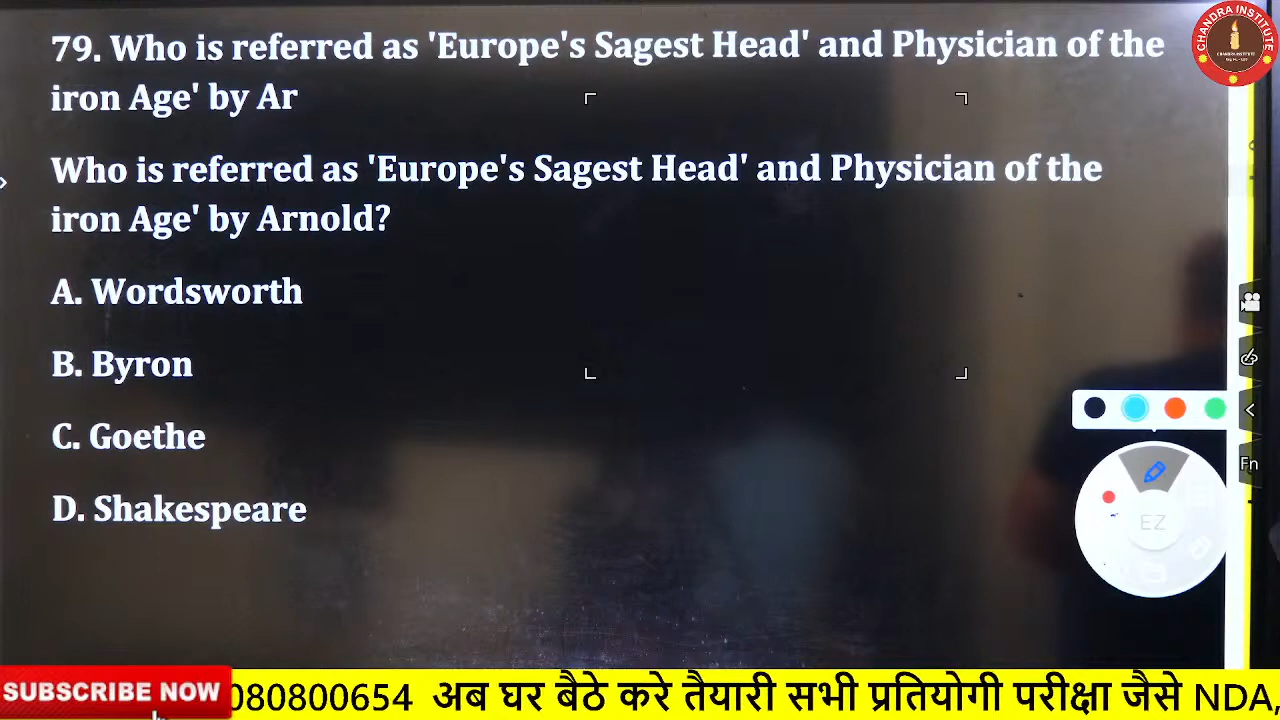 79. Who is referred as 'Europe's Sagest Head' and Physician of the
iron Age' by Ar
Who is referred as 'Europe's Sagest Head' and Physician of the
iron Age' by Arnold?
A. Wordsworth
B. Byron
C. Goethe
D. Shakespeare
CHANDRA INSTITUTE
CHANDRA INSTITUTE
Fn
EZ
SUBSCRIBE NOW
080800654 अब घर बैठे करे तैयारी सभी प्रतियोगी परीक्षा जैसे NDA,